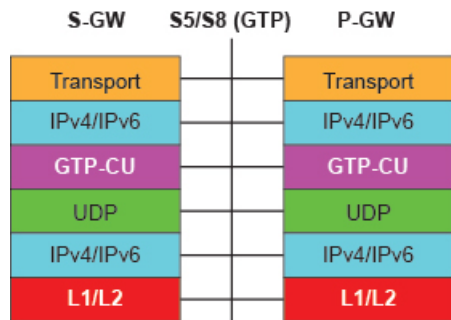 S-GW S5/S8 (GTP) P-GW
Transport Transport
IPv4/IPv6 IPv4/IPv6
GTP-CU GTP-CU
UDP UDP
IPv4/IPv6 IPv4/IPv6
L1/L2 L1/L2